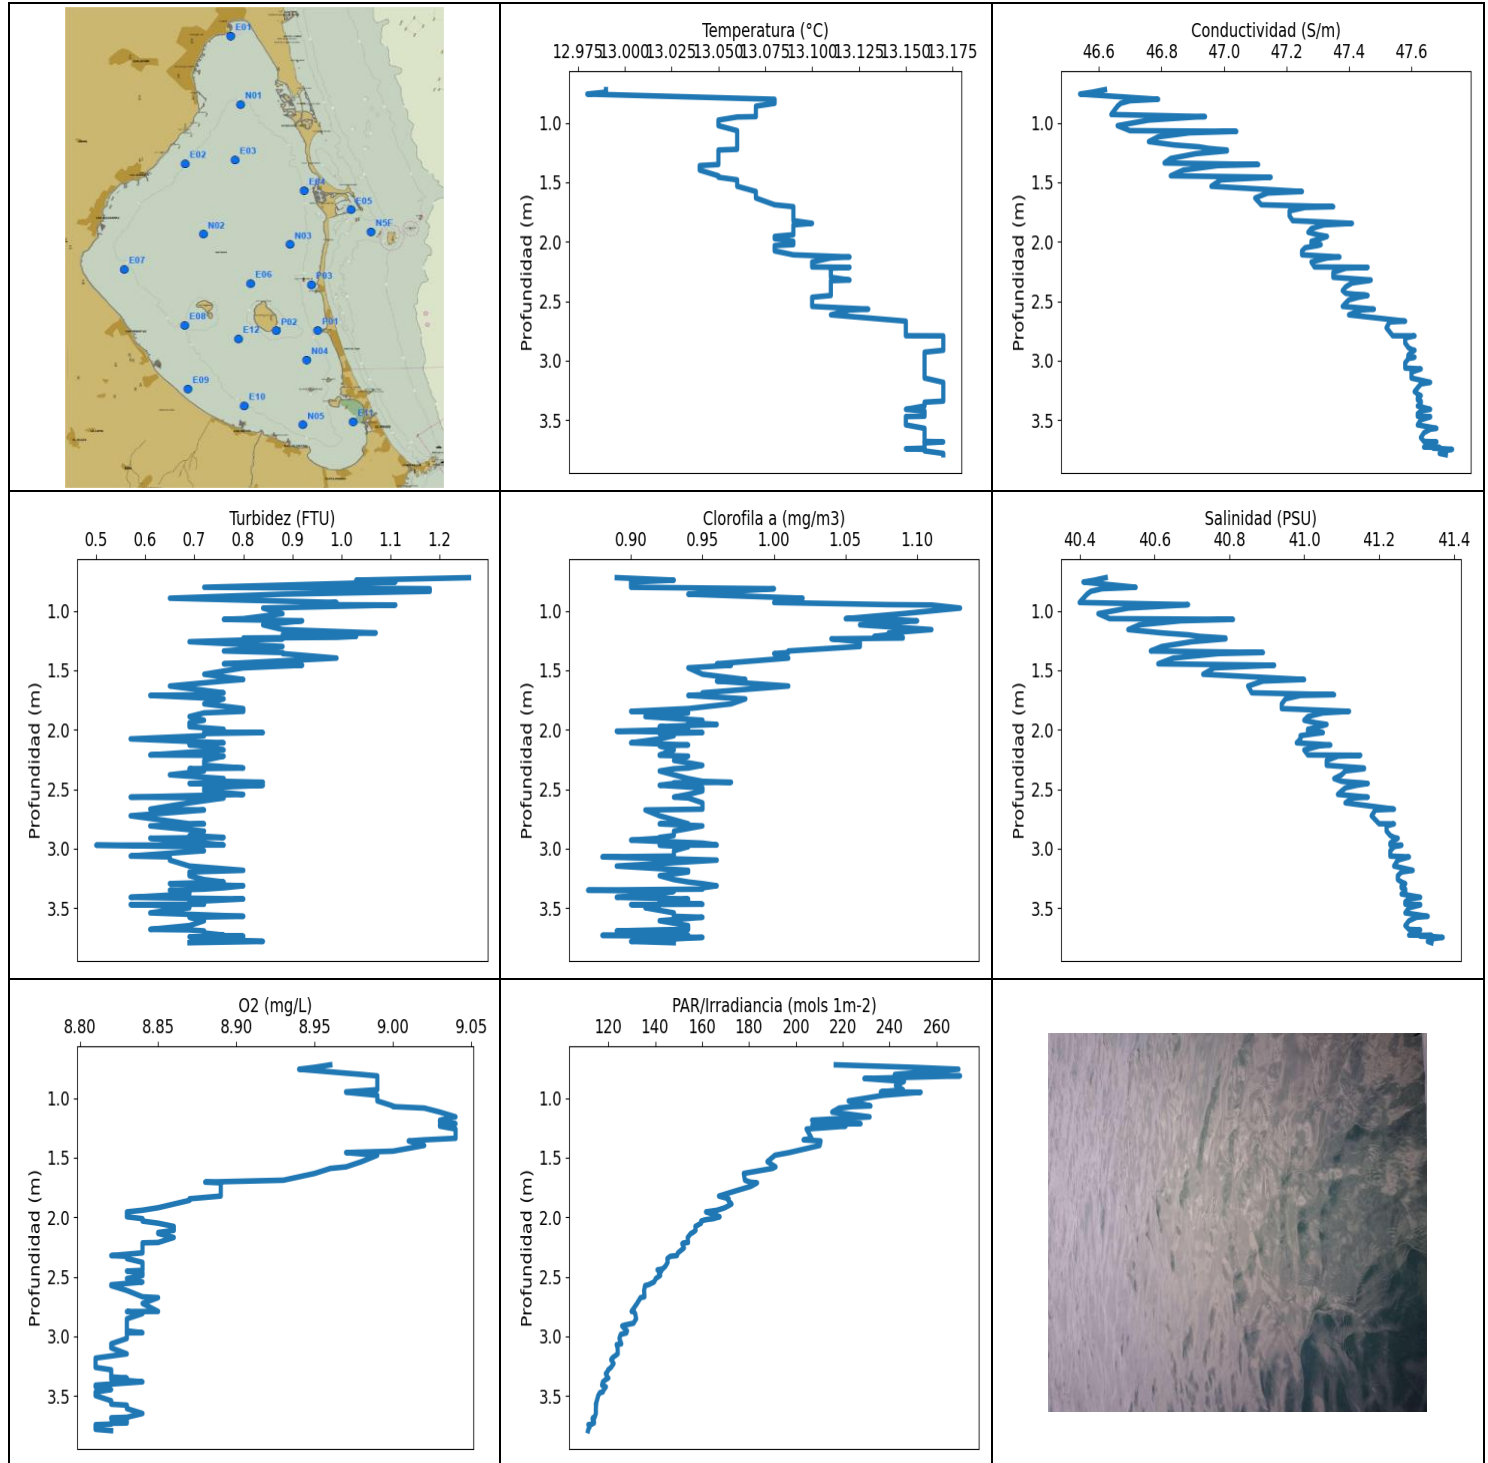 E01
N01
E02
E03
E04
E05
N5F
N02
N03
E07
E06
P03
E08
E12
P02
P01
N04
E09
E10
N05
E11
Temperatura (°C)
12.975 13.000 13.025 13.050 13.075 13.100 13.125 13.150 13.175
Profundidad (m)
1.0
1.5
2.0
2.5
3.0
3.5
Conductividad (S/m)
46.6 46.8 47.0 47.2 47.4 47.6
Profundidad (m)
1.0
1.5
2.0
2.5
3.0
3.5
Turbidez (FTU)
0.5 0.6 0.7 0.8 0.9 1.0 1.1 1.2
Profundidad (m)
1.0
1.5
2.0
2.5
3.0
3.5
Clorofila a (mg/m3)
0.90 0.95 1.00 1.05 1.10
Profundidad (m)
1.0
1.5
2.0
2.5
3.0
3.5
Salinidad (PSU)
40.4 40.6 40.8 41.0 41.2 41.4
Profundidad (m)
1.0
1.5
2.0
2.5
3.0
3.5
O2 (mg/L)
8.80 8.85 8.90 8.95 9.00 9.05
Profundidad (m)
1.0
1.5
2.0
2.5
3.0
3.5
PAR/Irradiancia (mols 1m-2)
120 140 160 180 200 220 240 260
Profundidad (m)
1.0
1.5
2.0
2.5
3.0
3.5